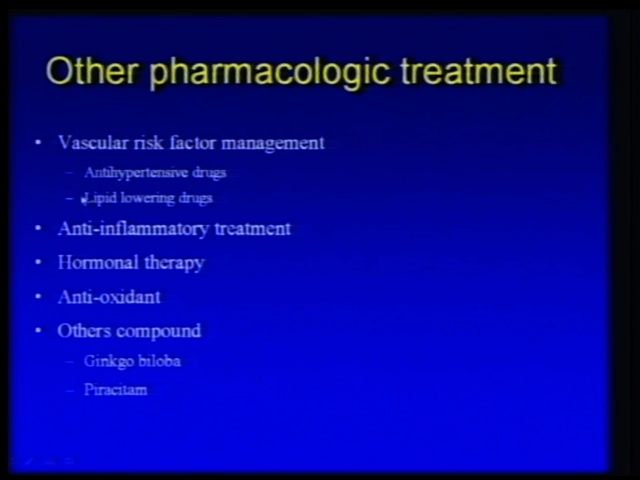 Other pharmacologic treatment
• Vascular risk factor management
– Antihypertensive drugs
– Lipid lowering drugs
• Anti-inflammatory treatment
• Hormonal therapy
• Anti-oxidant
• Others compound
– Ginkgo biloba
– Piracitam